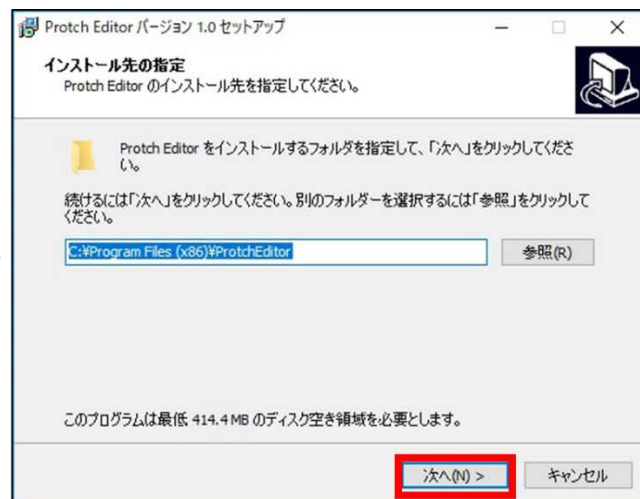 Protch Editor バージョン 1.0 セットアップ
インストール先の指定
Protch Editor のインストール先を指定してください。
Protch Editor をインストールするフォルダを指定して、「次へ」をクリックしてくださ
い。
続けるには「次へ」をクリックしてください。別のフォルダーを選択するには「参照」をクリックして
ください。
C:¥Program Files (x86)¥ProtchEditor
参照(R)
このプログラムは最低 414.4 MB のディスク空き領域を必要とします。
次へ(N) >
キャンセル